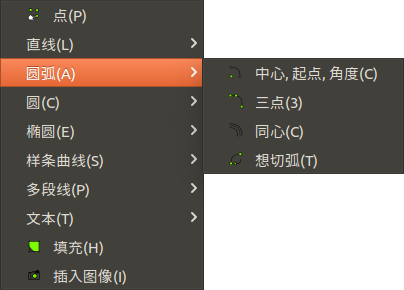 点(P)
直线(L)
圆弧(A)
圆(C)
椭圆(E)
样条曲线(S)
多段线(P)
文本(T)
填充(H)
插入图像(I)
中心, 起点, 角度(C)
三点(3)
同心(C)
想切弧(T)